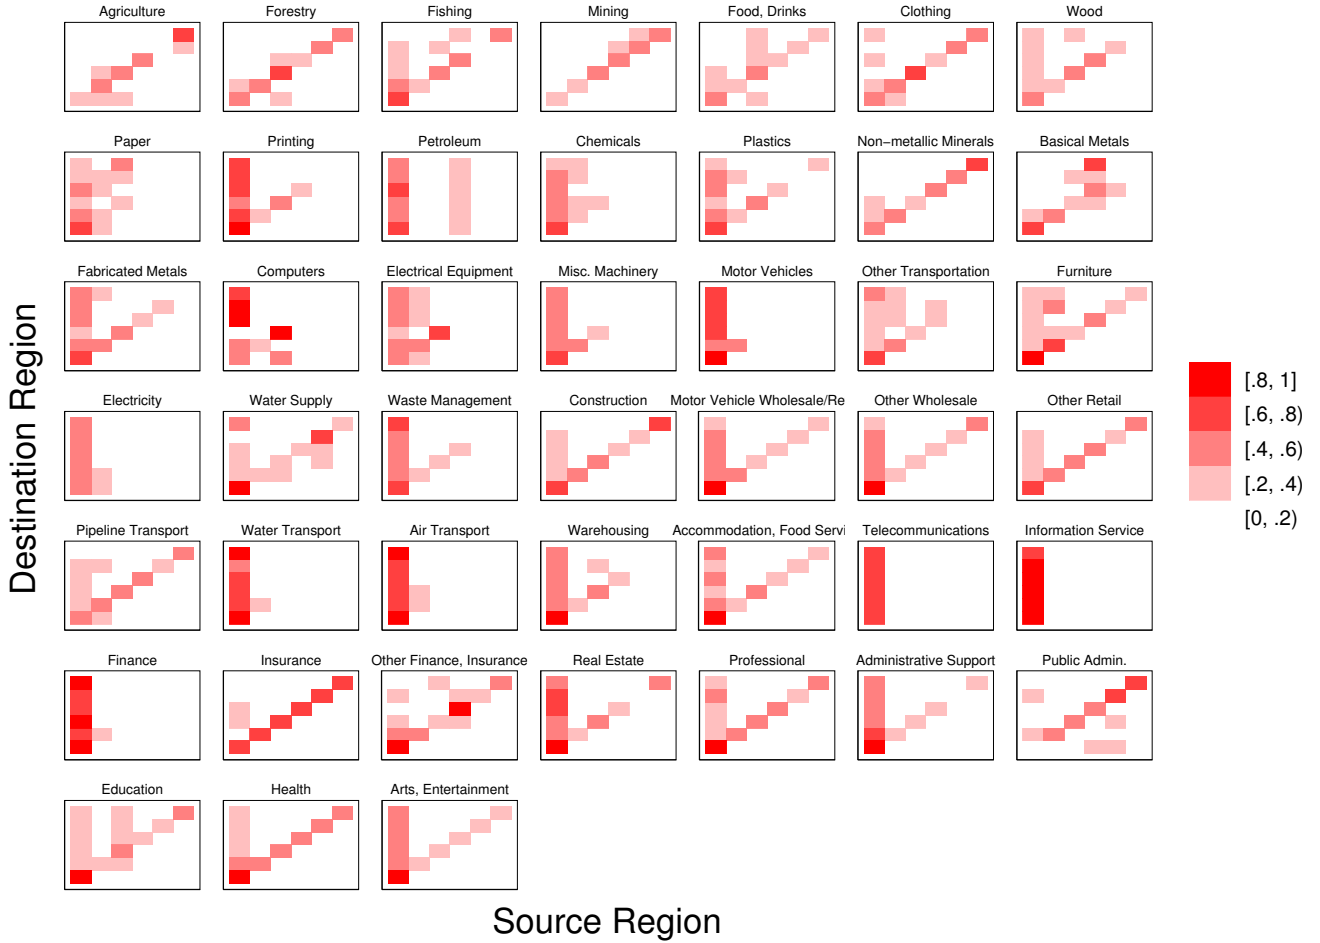 Agriculture
Forestry
Fishing
Mining
Food, Drinks
Clothing
Wood
Paper
Printing
Petroleum
Chemicals
Plastics
Non−metallic Minerals
Basical Metals
Fabricated Metals
Computers
Electrical Equipment
Misc. Machinery
Motor Vehicles
Other Transportation
Furniture
Electricity
Water Supply
Waste Management
Construction
Motor Vehicle Wholesale/Re
Other Wholesale
Other Retail
Pipeline Transport
Water Transport
Air Transport
Warehousing
Accommodation, Food Servi
Telecommunications
Information Service
Finance
Insurance
Other Finance, Insurance
Real Estate
Professional
Administrative Support
Public Admin.
Education
Health
Arts, Entertainment
Destination Region
Source Region
[.8, 1]
[.6, .8)
[.4, .6)
[.2, .4)
[0, .2)